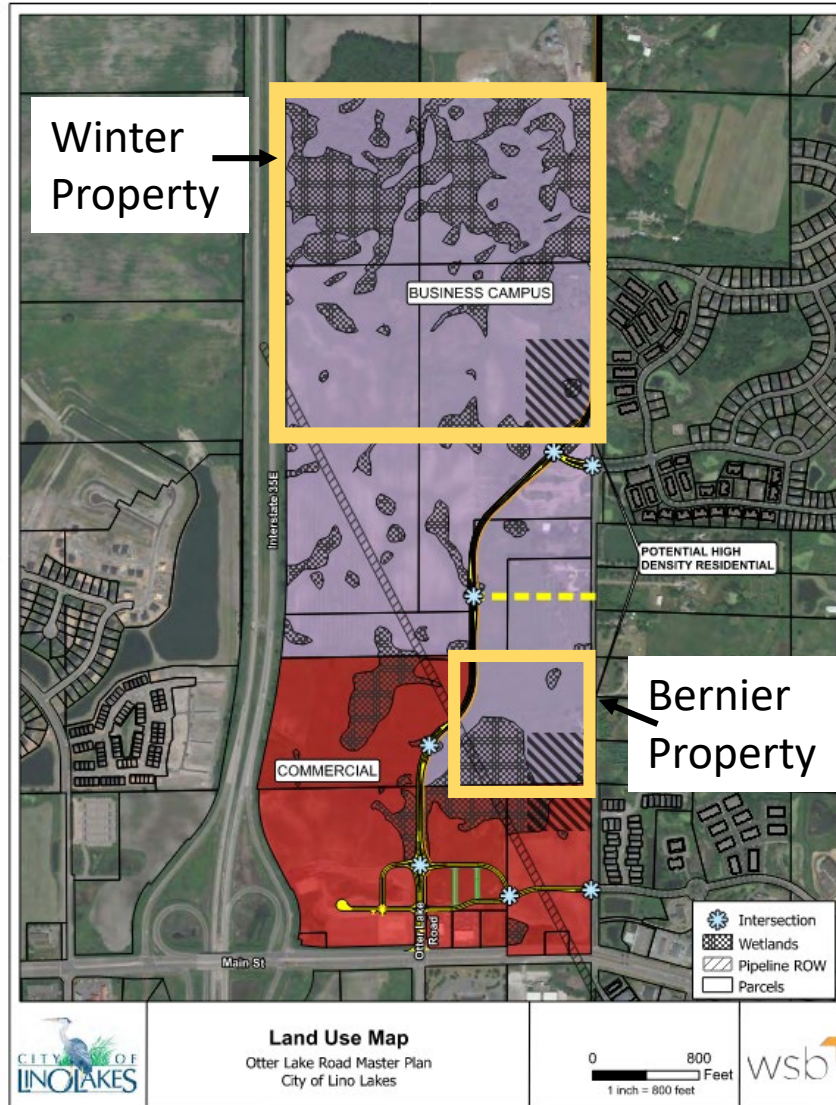 Winter
Property
BUSINESS CAMPUS
Interstate 35E
POTENTIAL HIGH
DENSITY RESIDENTIAL
Bernier
Property
COMMERCIAL
Otter Lake
Road
Main St
Intersection
Wetlands
Pipeline ROW
Parcels
CITY OF
LINO LAKES
Land Use Map
Otter Lake Road Master Plan
City of Lino Lakes
0 800
Feet
1 inch = 800 feet
wsb